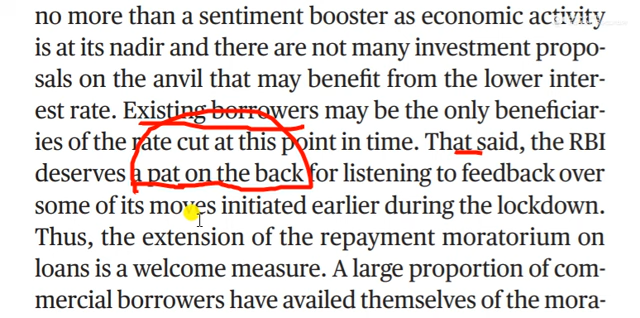 no more than a sentiment booster as economic activity
is at its nadir and there are not many investment propo-
sals on the anvil that may benefit from the lower inter-
est rate. Existing borrowers may be the only beneficiar-
ies of the rate cut at this point in time. That said, the RBI
deserves a pat on the back for listening to feedback over
some of its moves initiated earlier during the lockdown.
Thus, the extension of the repayment moratorium on
loans is a welcome measure. A large proportion of com-
mercial borrowers have availed themselves of the mora-